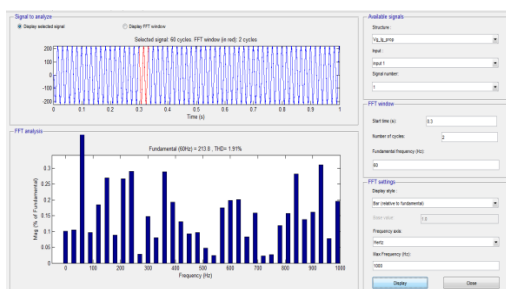 Signal to analyze
Display selected signal
Display FFT window
Selected signal: 60 cycles. FFT window (in red): 2 cycles
200
100
0
-100
-200
0 0.1 0.2 0.3 0.4 0.5 0.6 0.7 0.8 0.9 1
Time (s)
FFT analysis
Fundamental (60Hz) = 213.8 , THD= 1.91%
Mag (% of Fundamental)
0.3
0.25
0.2
0.15
0.1
0.05
0
0 100 200 300 400 500 600 700 800 900 1000
Frequency (Hz)
Available signals
Structure :
Input :
input 1
Signal number:
1
FFT window
Start time (s):
0.3
Number of cycles:
2
Fundamental frequency (Hz):
60
FFT settings
Display style :
Bar (relative to fundamental)
Base value:
1.0
Frequency axis:
Hertz
Max Frequency (Hz):
1000
Display
Close